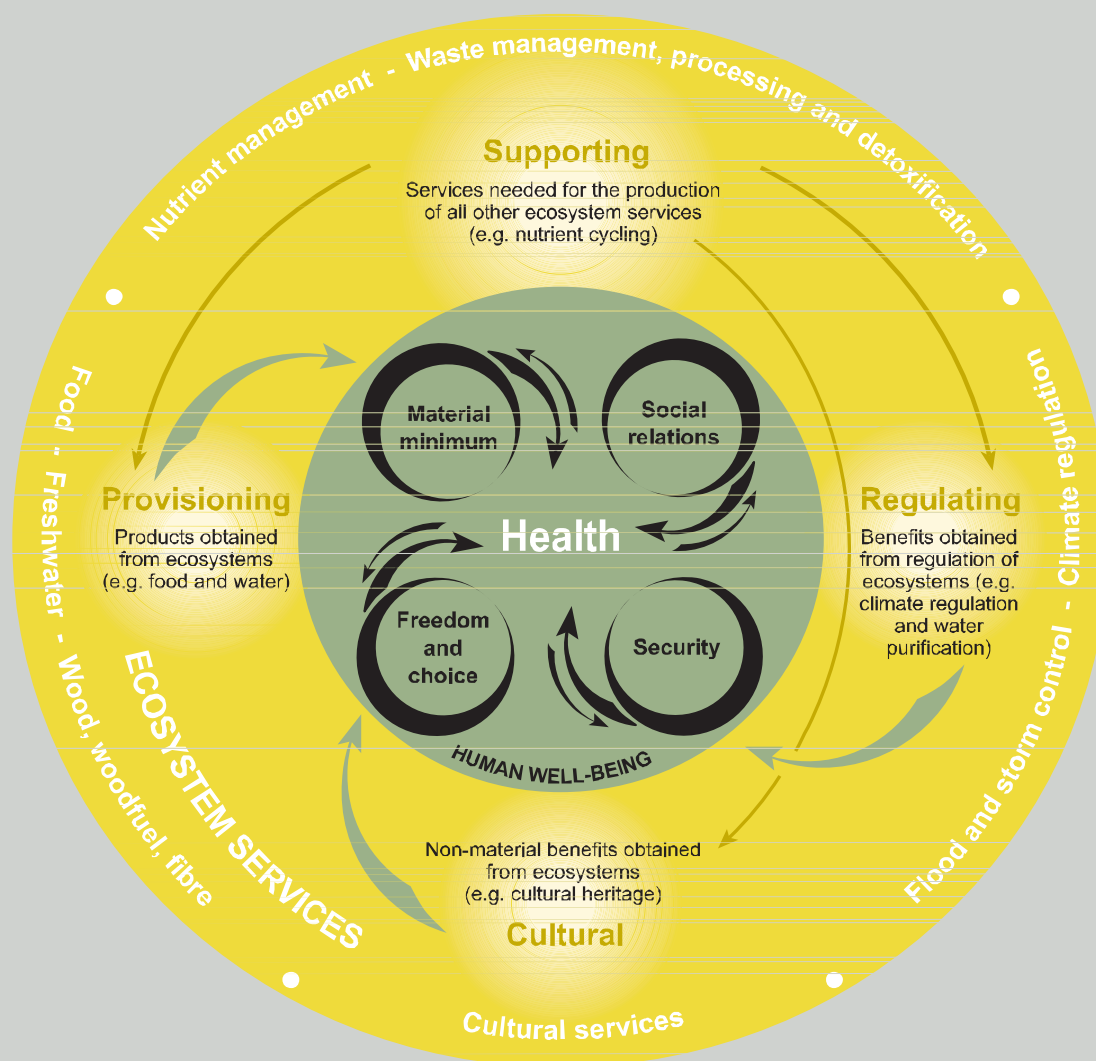 Nutrient management - Waste management, processing and detoxification
Supporting
Services needed for the production
of all other ecosystem services
(e.g. nutrient cycling)
Food - Freshwater - Wood, woodfuel, fibre
Provisioning
Products obtained
from ecosystems
(e.g. food and water)
ECOSYSTEM SERVICES
Material
minimum
Social
relations
Health
Freedom
and
choice
Security
HUMAN WELL-BEING
Regulating
Benefits obtained
from regulation of
ecosystems (e.g.
climate regulation
and water
purification)
Flood and storm control - Climate regulation
Non-material benefits obtained
from ecosystems
(e.g. cultural heritage)
Cultural
Cultural services